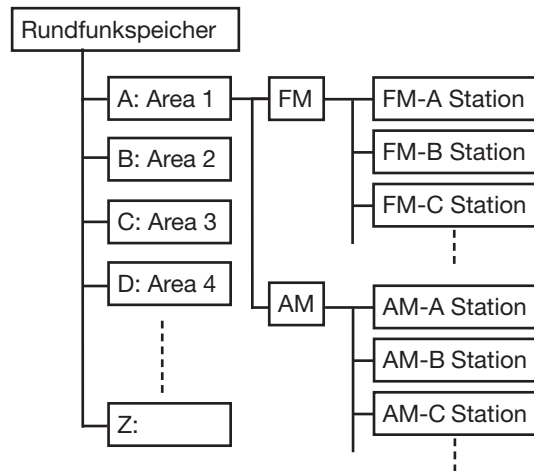 Rundfunkspeicher
A: Area 1
FM
FM-A Station
B: Area 2
FM-B Station
C: Area 3
FM-C Station
D: Area 4
AM
AM-A Station
AM-B Station
Z:
AM-C Station